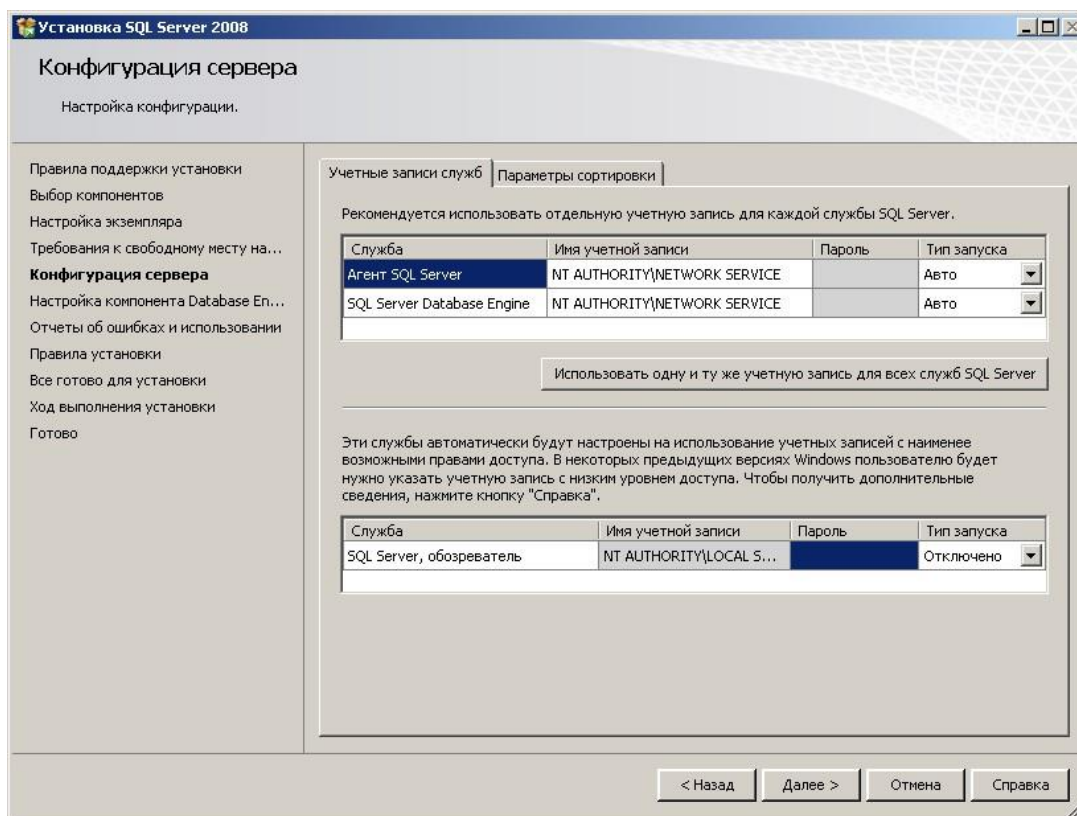 Установка SQL Server 2008
Конфигурация сервера
Настройка конфигурации.
Правила поддержки установки
Выбор компонентов
Настройка экземпляра
Требования к свободному месту на...
Конфигурация сервера
Настройка компонента Database En...
Отчеты об ошибках и использовании
Правила установки
Все готово для установки
Ход выполнения установки
Готово
Учетные записи служб Параметры сортировки
Рекомендуется использовать отдельную учетную запись для каждой службы SQL Server.
Служба Имя учетной записи Пароль Тип запуска
Агент SQL Server NT AUTHORITY\NETWORK SERVICE Авто
SQL Server Database Engine NT AUTHORITY\NETWORK SERVICE Авто
Использовать одну и ту же учетную запись для всех служб SQL Server
Эти службы автоматически будут настроены на использование учетных записей с наименее
возможными правами доступа. В некоторых предыдущих версиях Windows пользователю будет
нужно указать учетную запись с низким уровнем доступа. Чтобы получить дополнительные
сведения, нажмите кнопку "Справка".
Служба Имя учетной записи Пароль Тип запуска
SQL Server, обозреватель NT AUTHORITY\LOCAL S... Отключено
< Назад Далее > Отмена Справка